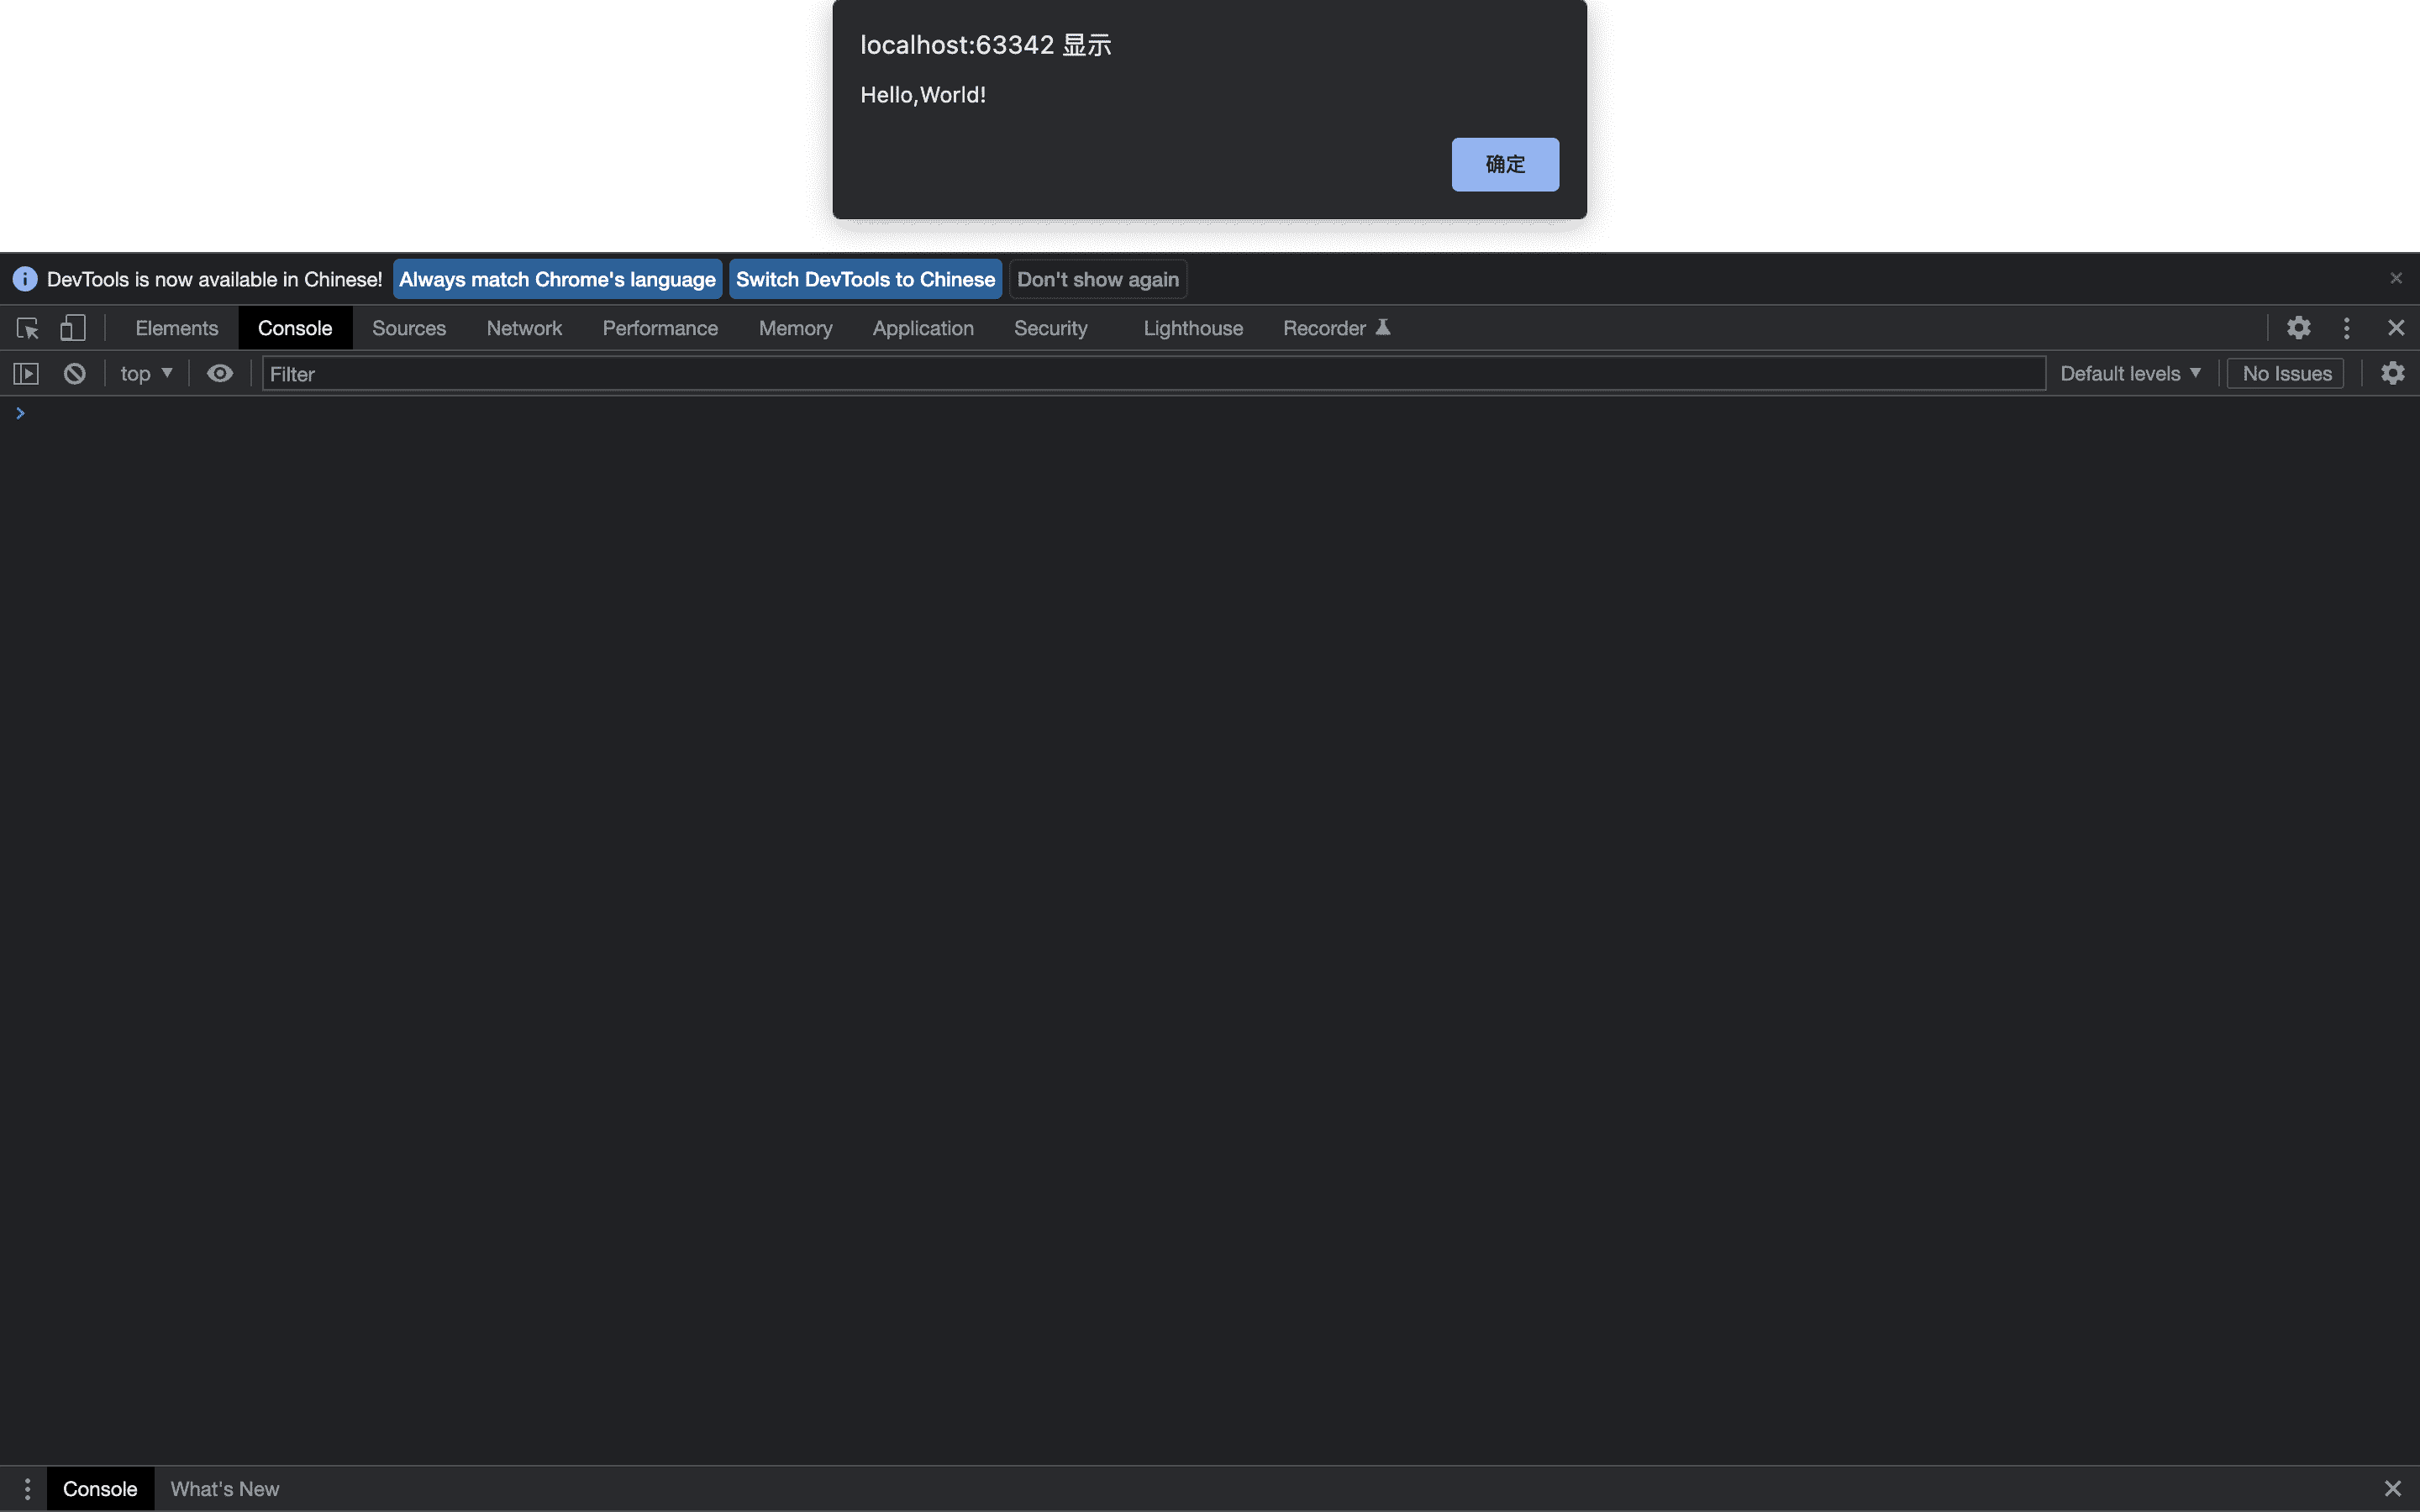 localhost:63342 显示
Hello,World!
确定
DevTools is now available in Chinese! Always match Chrome's language Switch DevTools to Chinese Don't show again
Elements Console Sources Network Performance Memory Application Security Lighthouse Recorder
top Filter Default levels No Issues
Console What's New